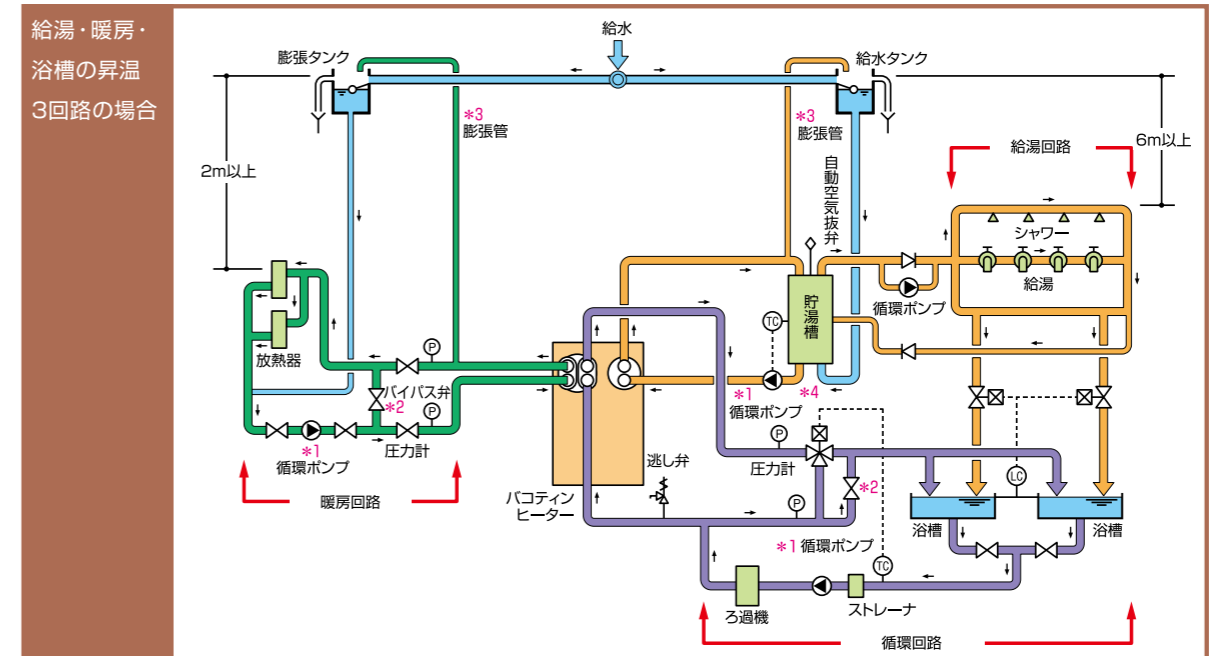 給湯・暖房・
浴槽の昇温
3回路の場合
給水
膨張タンク
給水タンク
*3
膨張管
*3
膨張管
2m以上
6m以上
自動空気抜弁
給湯回路
シャワー
給湯
循環ポンプ
貯湯槽
TC
放熱器
P
バイパス弁
*2
P
圧力計
*1
循環ポンプ
暖房回路
*1
循環ポンプ
*4
P
圧力計
逃し弁
バコティン
ヒーター
P
*2
LC
浴槽
浴槽
*1 循環ポンプ
TC
ろ過機
ストレーナ
循環回路